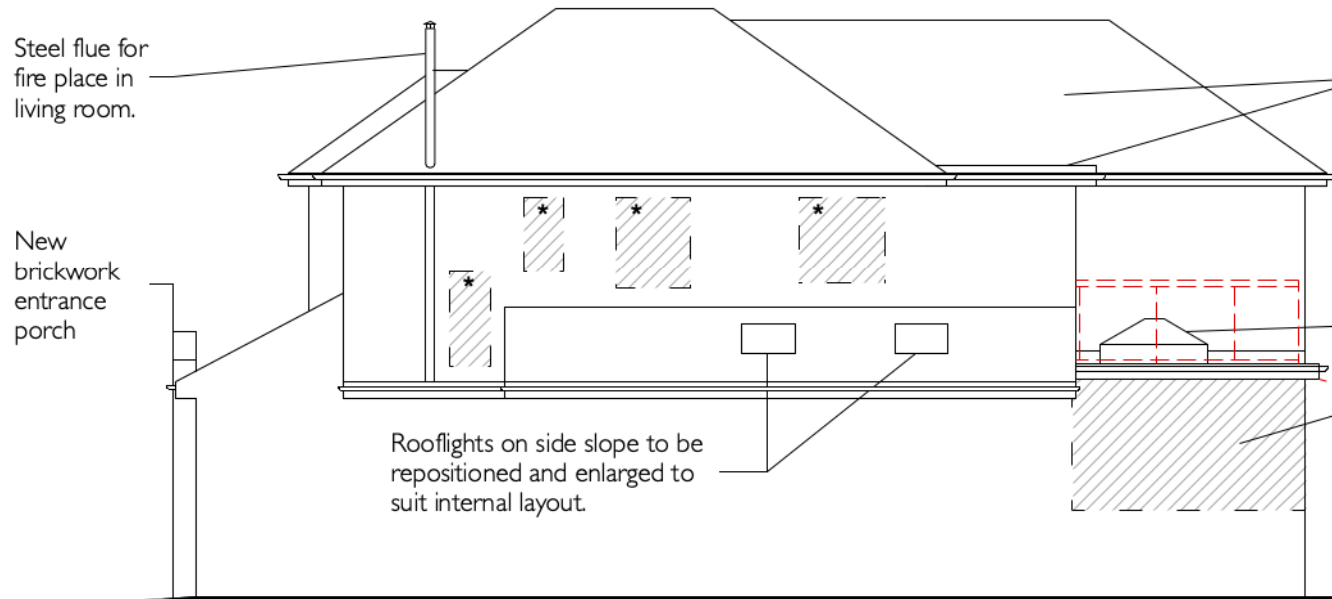 Steel flue for
fire place in
living room.
New
brickwork
entrance
porch
*
*
*
*
Rooflights on side slope to be
repositioned and enlarged to
suit internal layout.